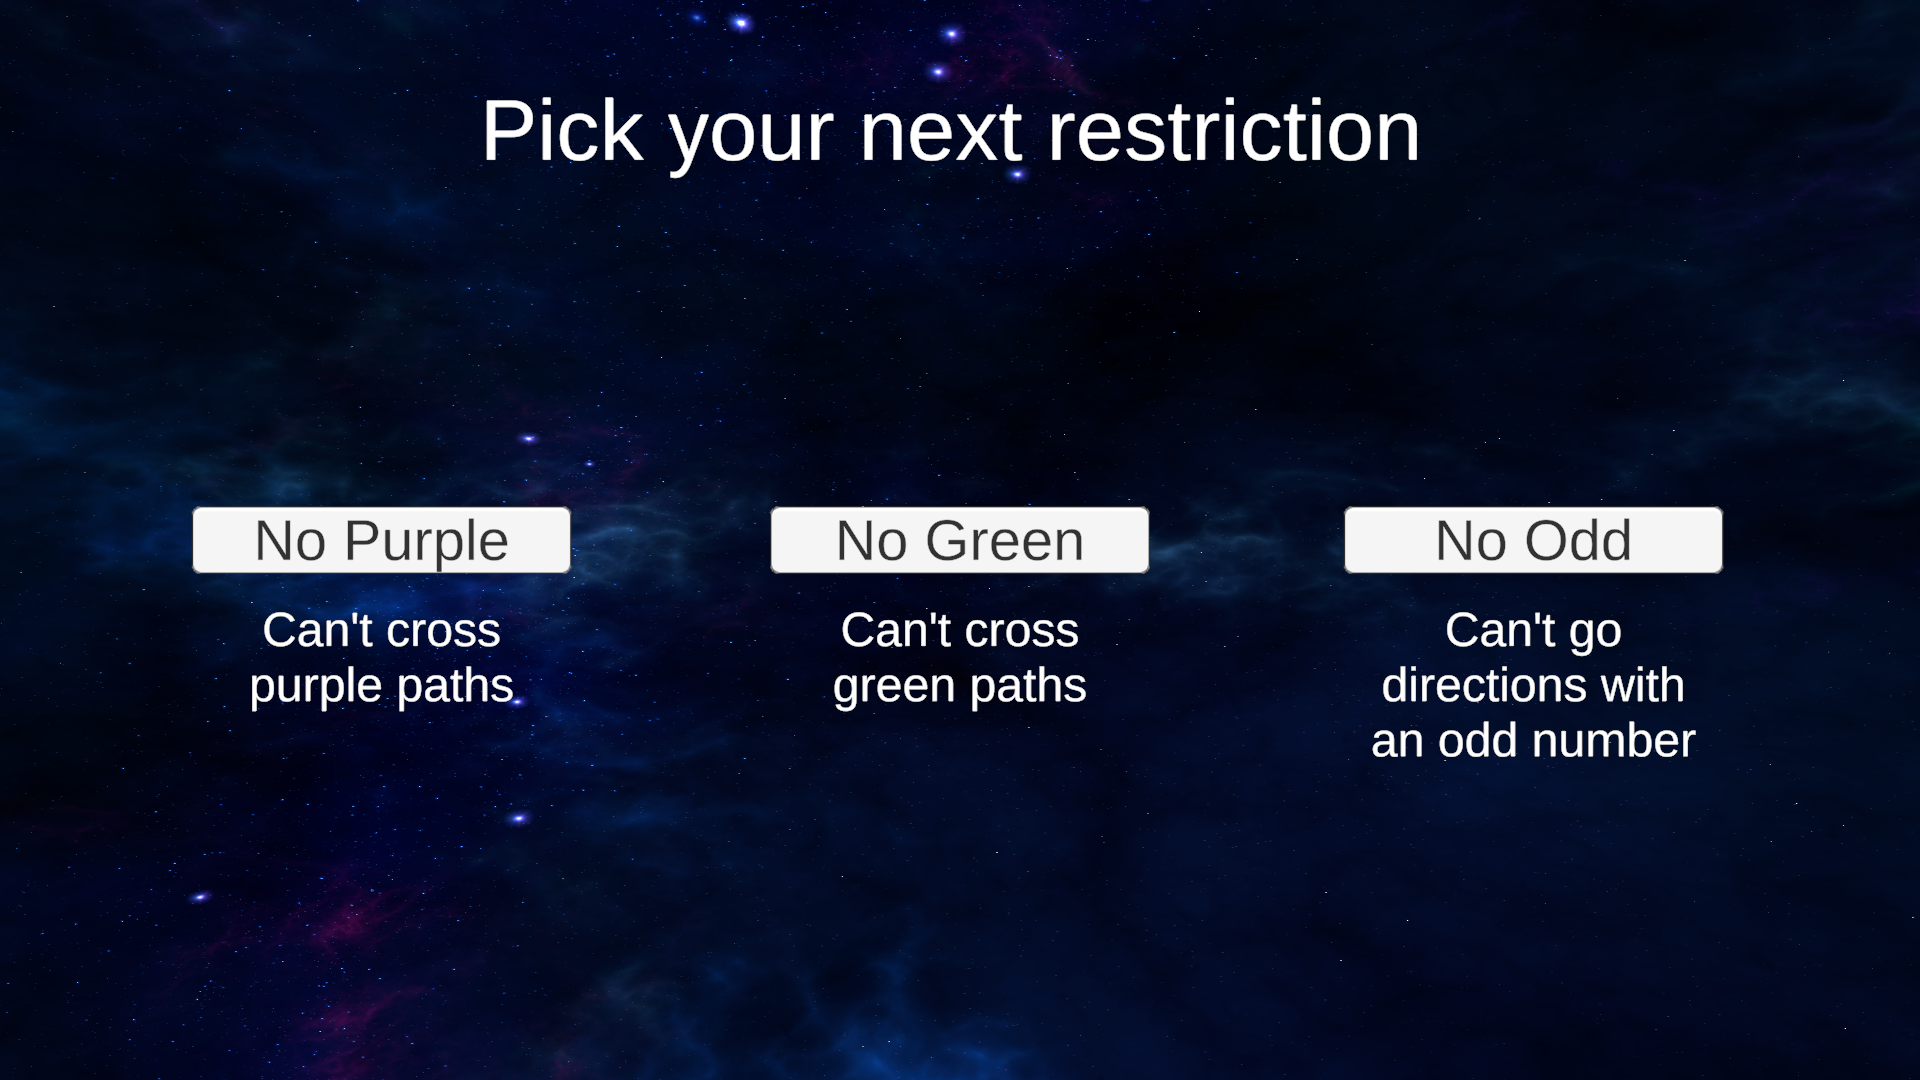 Pick your next restriction
No Purple
Can't cross
purple paths
No Green
Can't cross
green paths
No Odd
Can't go
directions with
an odd number